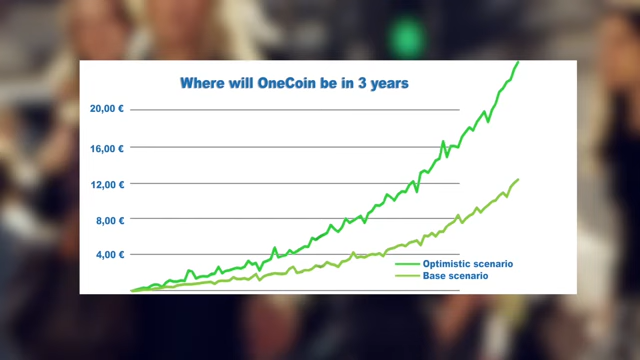 Where will OneCoin be in 3 years
20,00 €
16,00 €
12,00 €
8,00 €
4,00 €
Optimistic scenario
Base scenario